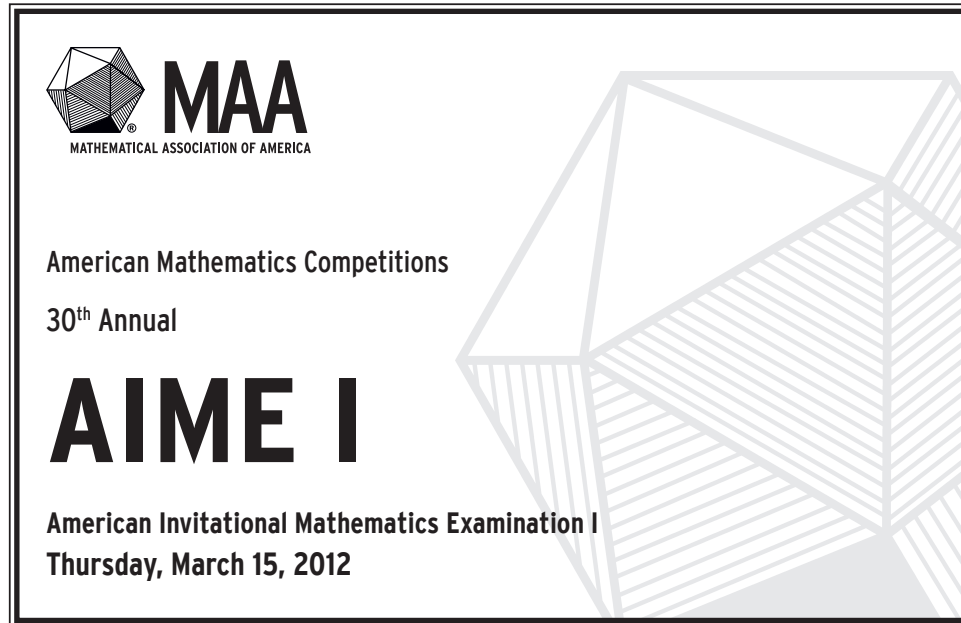 MAA
®
MATHEMATICAL ASSOCIATION OF AMERICA
American Mathematics Competitions
30th Annual
AIME I
American Invitational Mathematics Examination I
Thursday, March 15, 2012